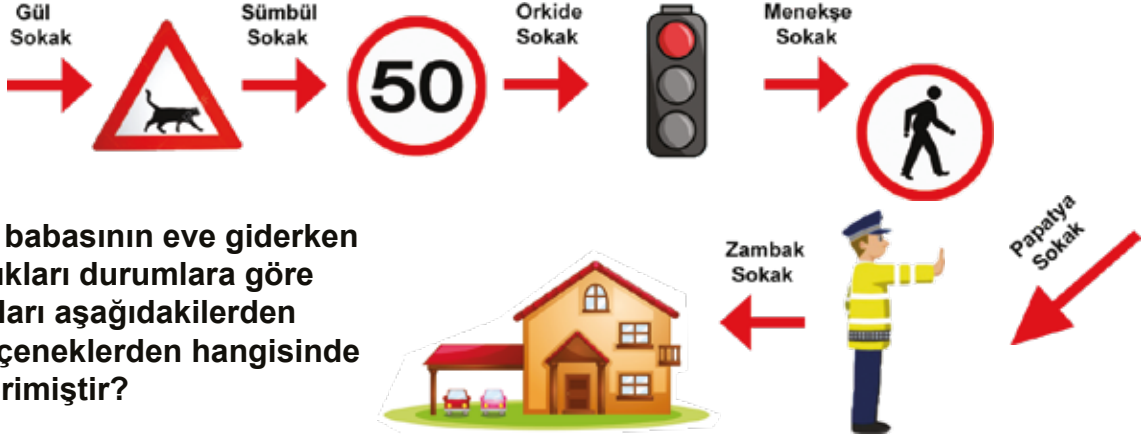 Gül
Sokak
Sümbül
Sokak
Orkide
Sokak
Menekşe
Sokak
50
Papatya
Sokak
Zambak
Sokak
babasının eve giderken
ukları durumlara göre
ları aşağıdakilerden
çeneklerden hangisinde
rimiştir?